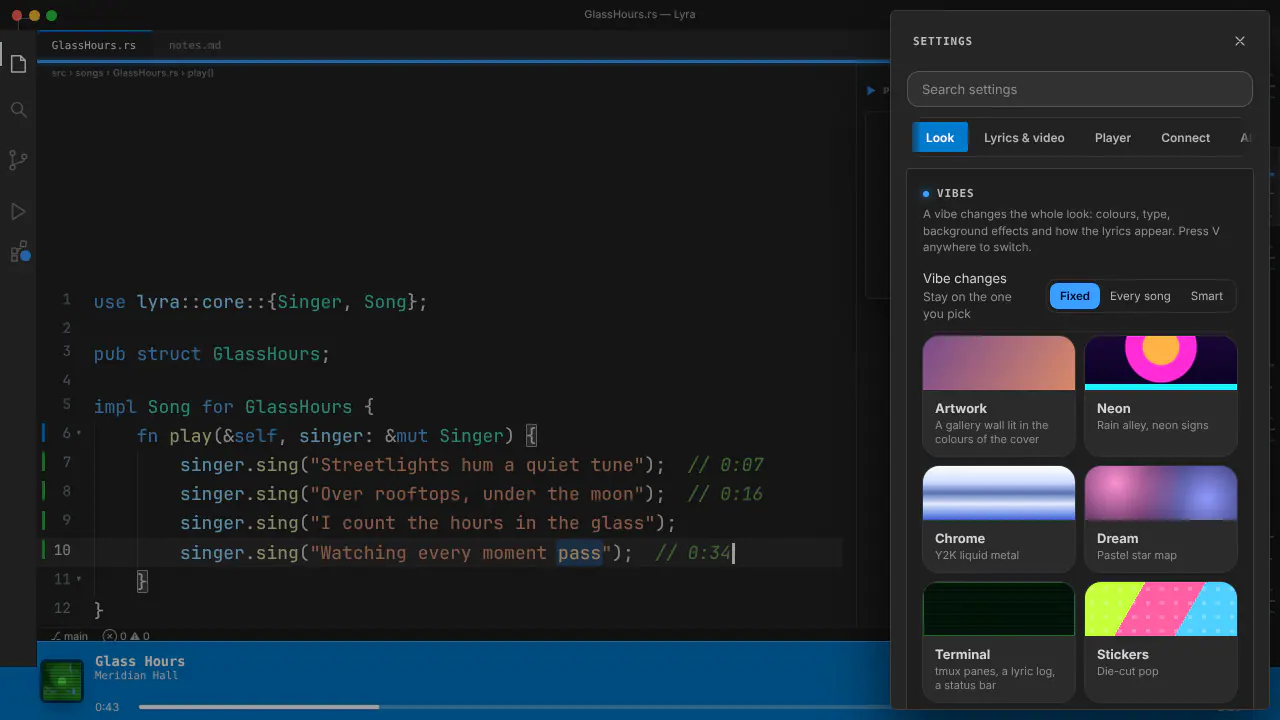 GlassHours.rs — Lyra
GlassHours.rs
notes.md
src › songs › GlassHours.rs › play()
1 use lyra::core::{Singer, Song};
2
3 pub struct GlassHours;
4
5 impl Song for GlassHours {
6 fn play(&self, singer: &mut Singer) {
7 singer.sing("Streetlights hum a quiet tune"); // 0:07
8 singer.sing("Over rooftops, under the moon"); // 0:16
9 singer.sing("I count the hours in the glass");
10 singer.sing("Watching every moment pass"); // 0:34
11 }
12 }
main 0 0
Glass Hours
Meridian Hall
0:43
SETTINGS
Search settings
Look Lyrics & video Player Connect
VIBES
A vibe changes the whole look: colours, type,
background effects and how the lyrics appear. Press V
anywhere to switch.
Vibe changes
Stay on the one
you pick
Fixed Every song Smart
Artwork
A gallery wall lit in the
colours of the cover
Neon
Rain alley, neon signs
Chrome
Y2K liquid metal
Dream
Pastel star map
Terminal
tmux panes, a lyric log,
a status bar
Stickers
Die-cut pop